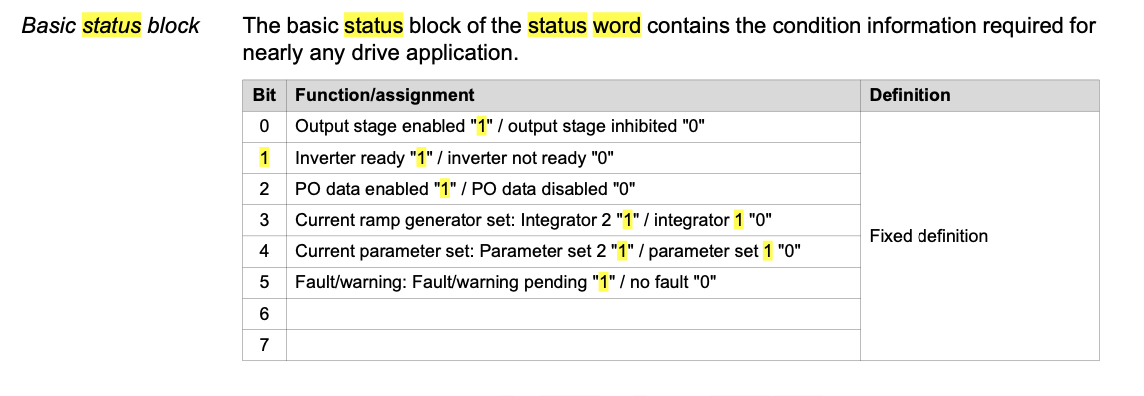 Basic status block
The basic status block of the status word contains the condition information required for
nearly any drive application.
Bit Function/assignment Definition
0 Output stage enabled "1" / output stage inhibited "0"
1 Inverter ready "1" / inverter not ready "0"
2 PO data enabled "1" / PO data disabled "0"
3 Current ramp generator set: Integrator 2 "1" / integrator 1 "0"
Fixed definition
4 Current parameter set: Parameter set 2 "1" / parameter set 1 "0"
5 Fault/warning: Fault/warning pending "1" / no fault "0"
6
7